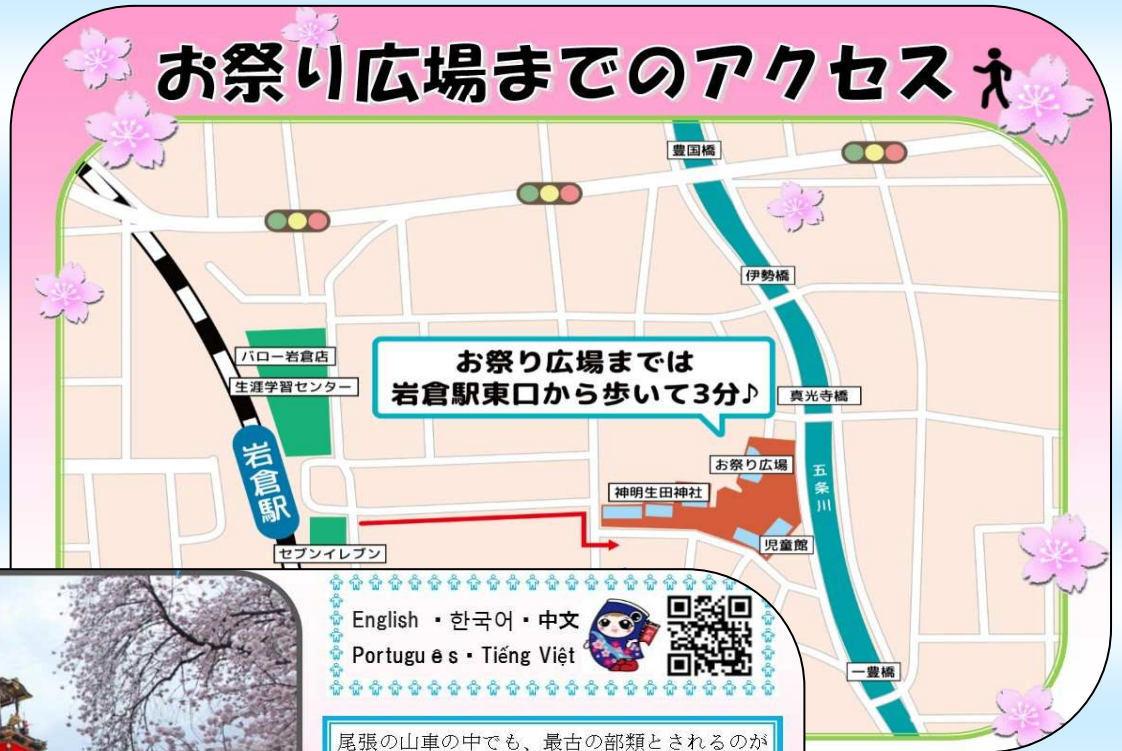 お祭り広場までのアクセス
豊国橋
伊勢橋
バロー岩倉店
生涯学習センター
お祭り広場までは
岩倉駅東口から歩いて3分♪
真光寺橋
岩倉駅
お祭り広場
五条川
神明生田神社
児童館
セブンイレブン
一豊橋
English ・한국어・中文
Português・Tiếng Việt
尾張の山車の中でも、最古の部類とされるのが